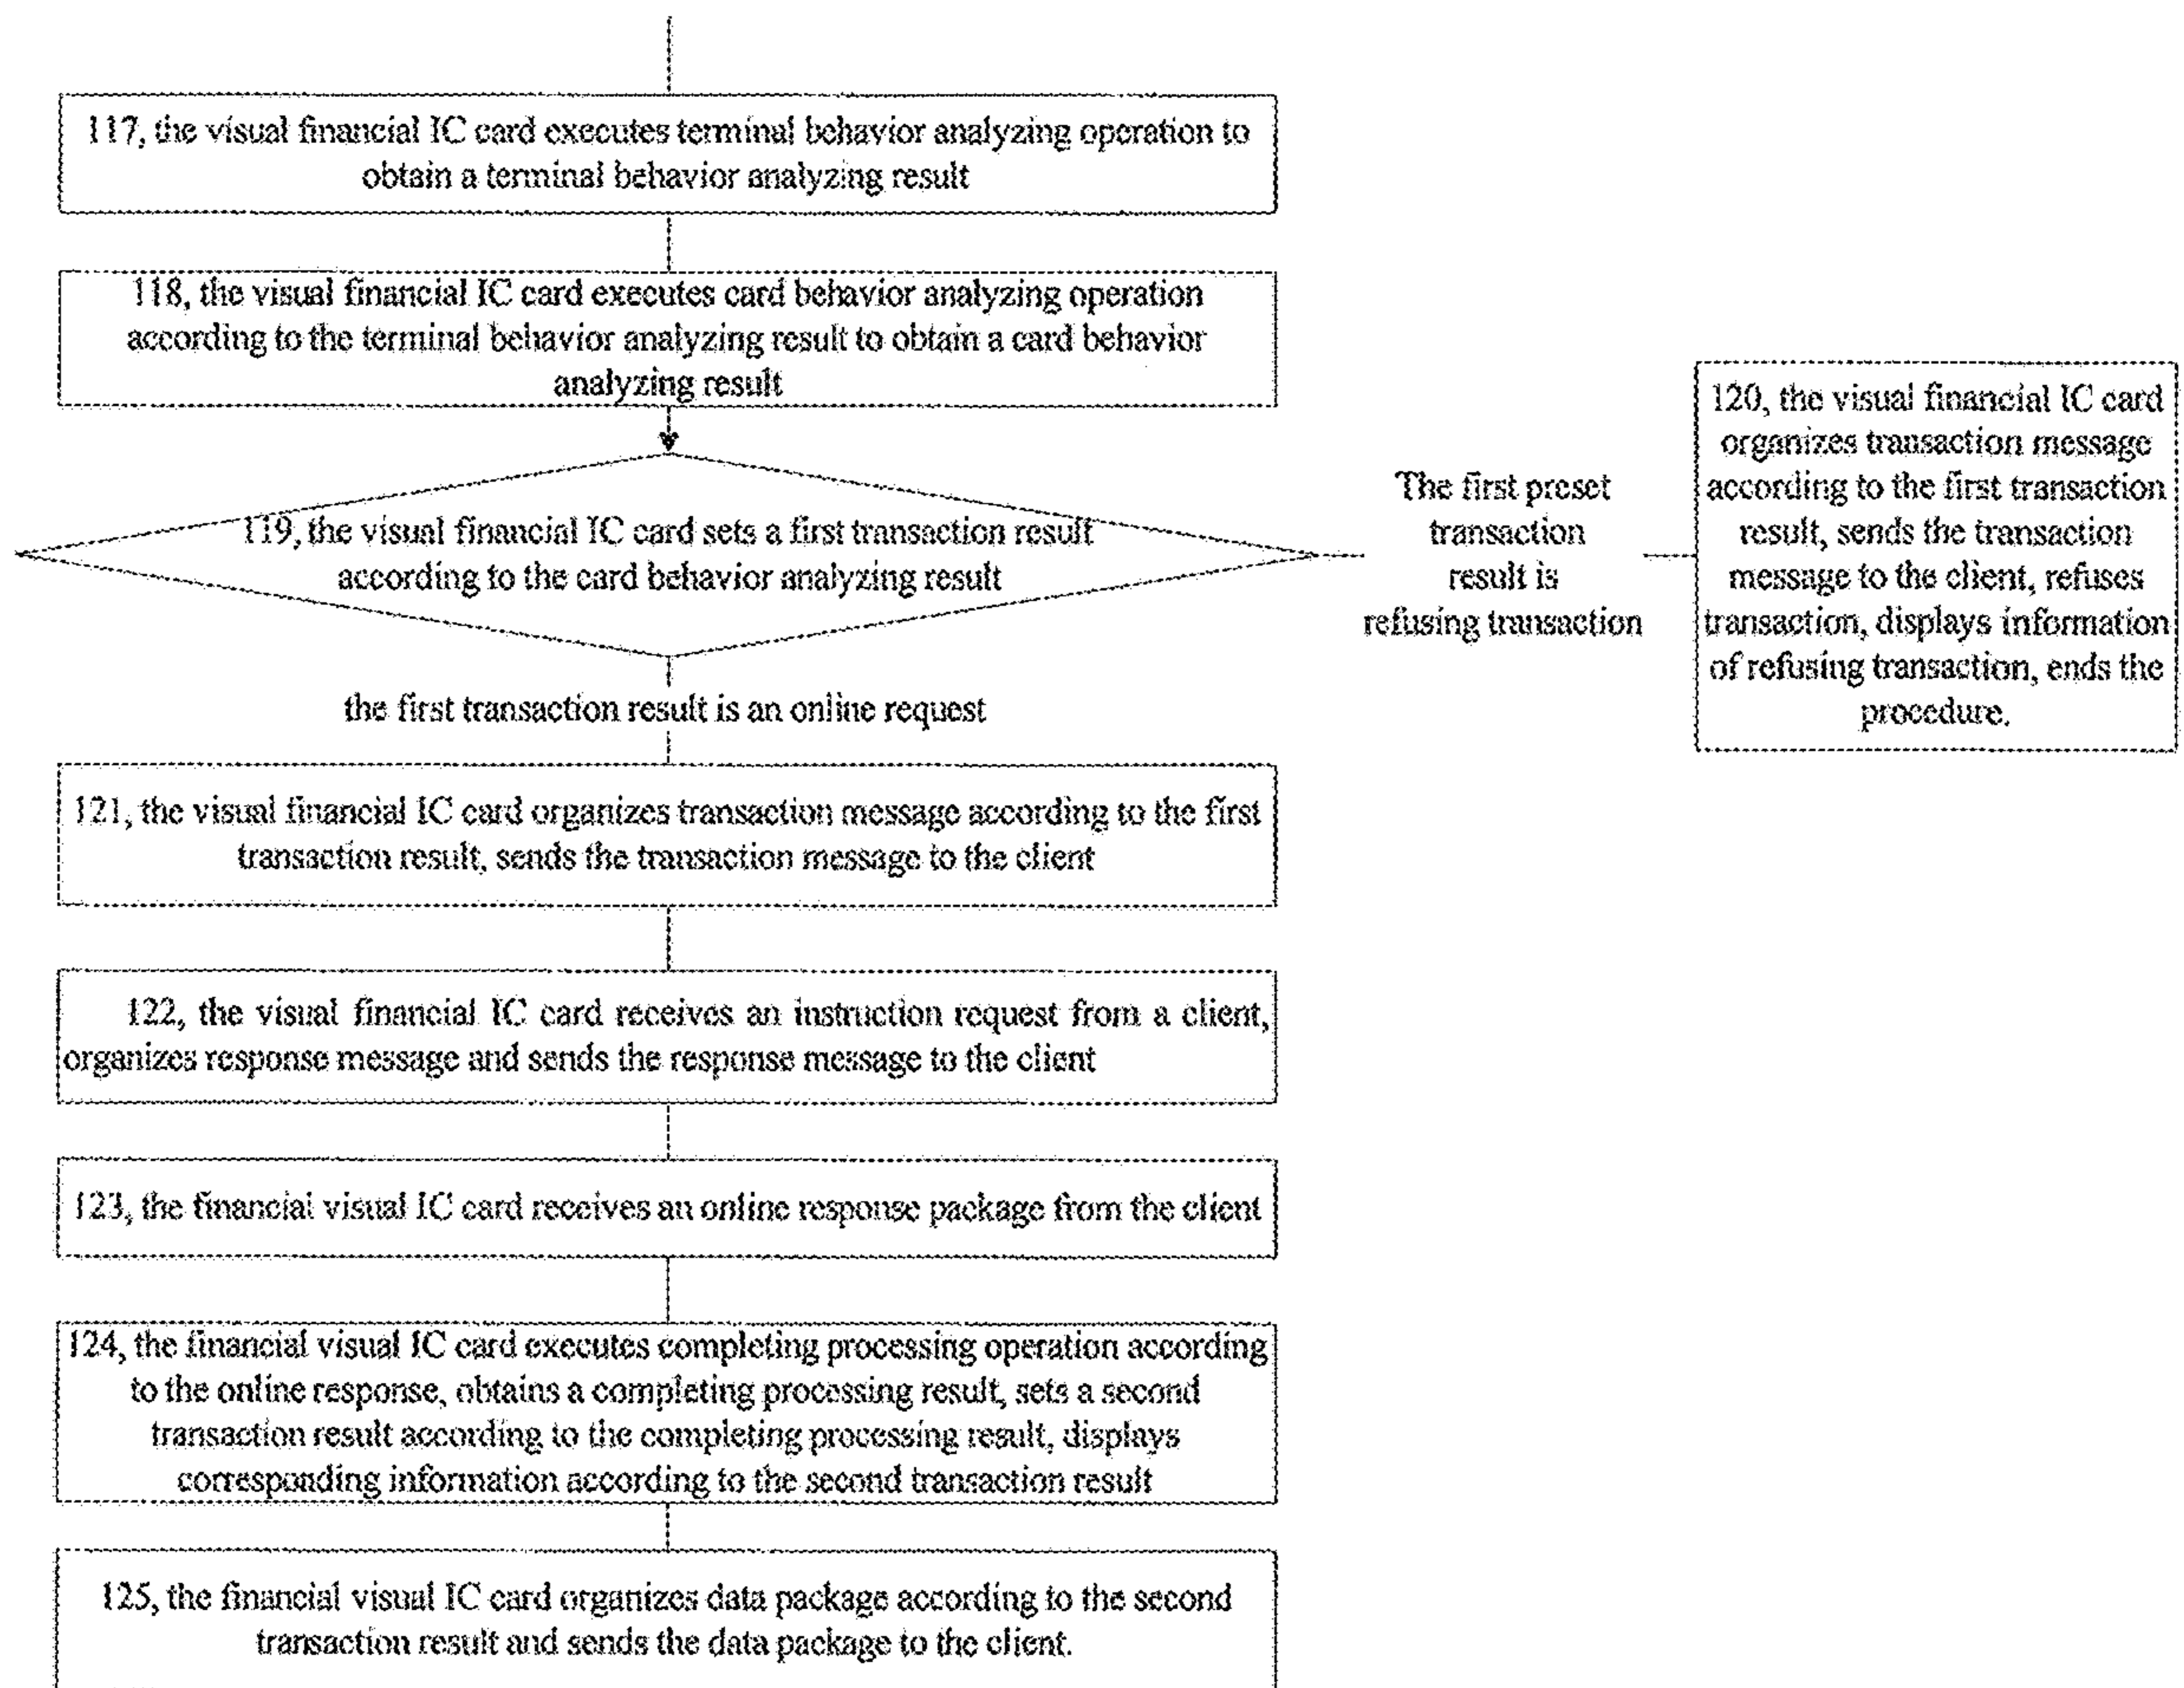 117, the visual financial IC card executes terminal behavior analyzing operation to
obtain a terminal behavior analyzing result
118, the visual financial IC card executes card behavior analyzing operation
according to the terminal behavior analyzing result to obtain a card behavior
analyzing result
119, the visual financial IC card sets a first transaction result
according to the card behavior analyzing result
The first preset
transaction
result is
refusing transaction
120, the visual financial IC card
organizes transaction message
according to the first transaction
result, sends the transaction
message to the client, refuses
transaction, displays information
of refusing transaction, ends the
procedure.
the first transaction result is an online request
121, the visual financial IC card organizes transaction message according to the first
transaction result, sends the transaction message to the client
122, the visual financial IC card receives an instruction request from a client,
organizes response message and sends the response message to the client
123, the financial visual IC card receives an online response package from the client
124, the financial visual IC card executes completing processing operation according
to the online response, obtains a completing processing result, sets a second
transaction result according to the completing processing result, displays
corresponding information according to the second transaction result
125, the financial visual IC card organizes data package according to the second
transaction result and sends the data package to the client.